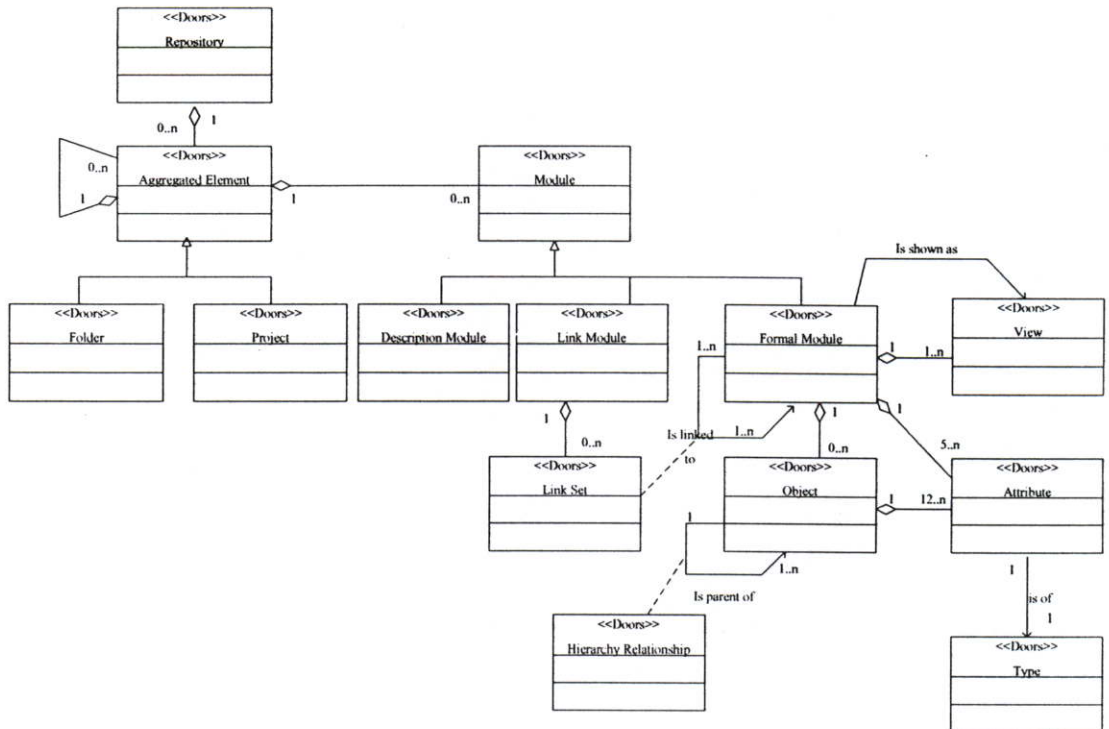 <<Doors>>
Repository
0..n
1
<<Doors>>
Aggregated Element
0..n
1
1
0..n
<<Doors>>
Module
<<Doors>>
Folder
<<Doors>>
Project
<<Doors>>
Description Module
<<Doors>>
Link Module
<<Doors>>
Formal Module
Is shown as
<<Doors>>
View
1
1..n
1..n
1..n
Is linked
to
1
0..n
1
0..n
1
5..n
<<Doors>>
Link Set
<<Doors>>
Object
1
12..n
<<Doors>>
Attribute
1
1..n
Is parent of
<<Doors>>
Hierarchy Relationship
1
is of
1
<<Doors>>
Type